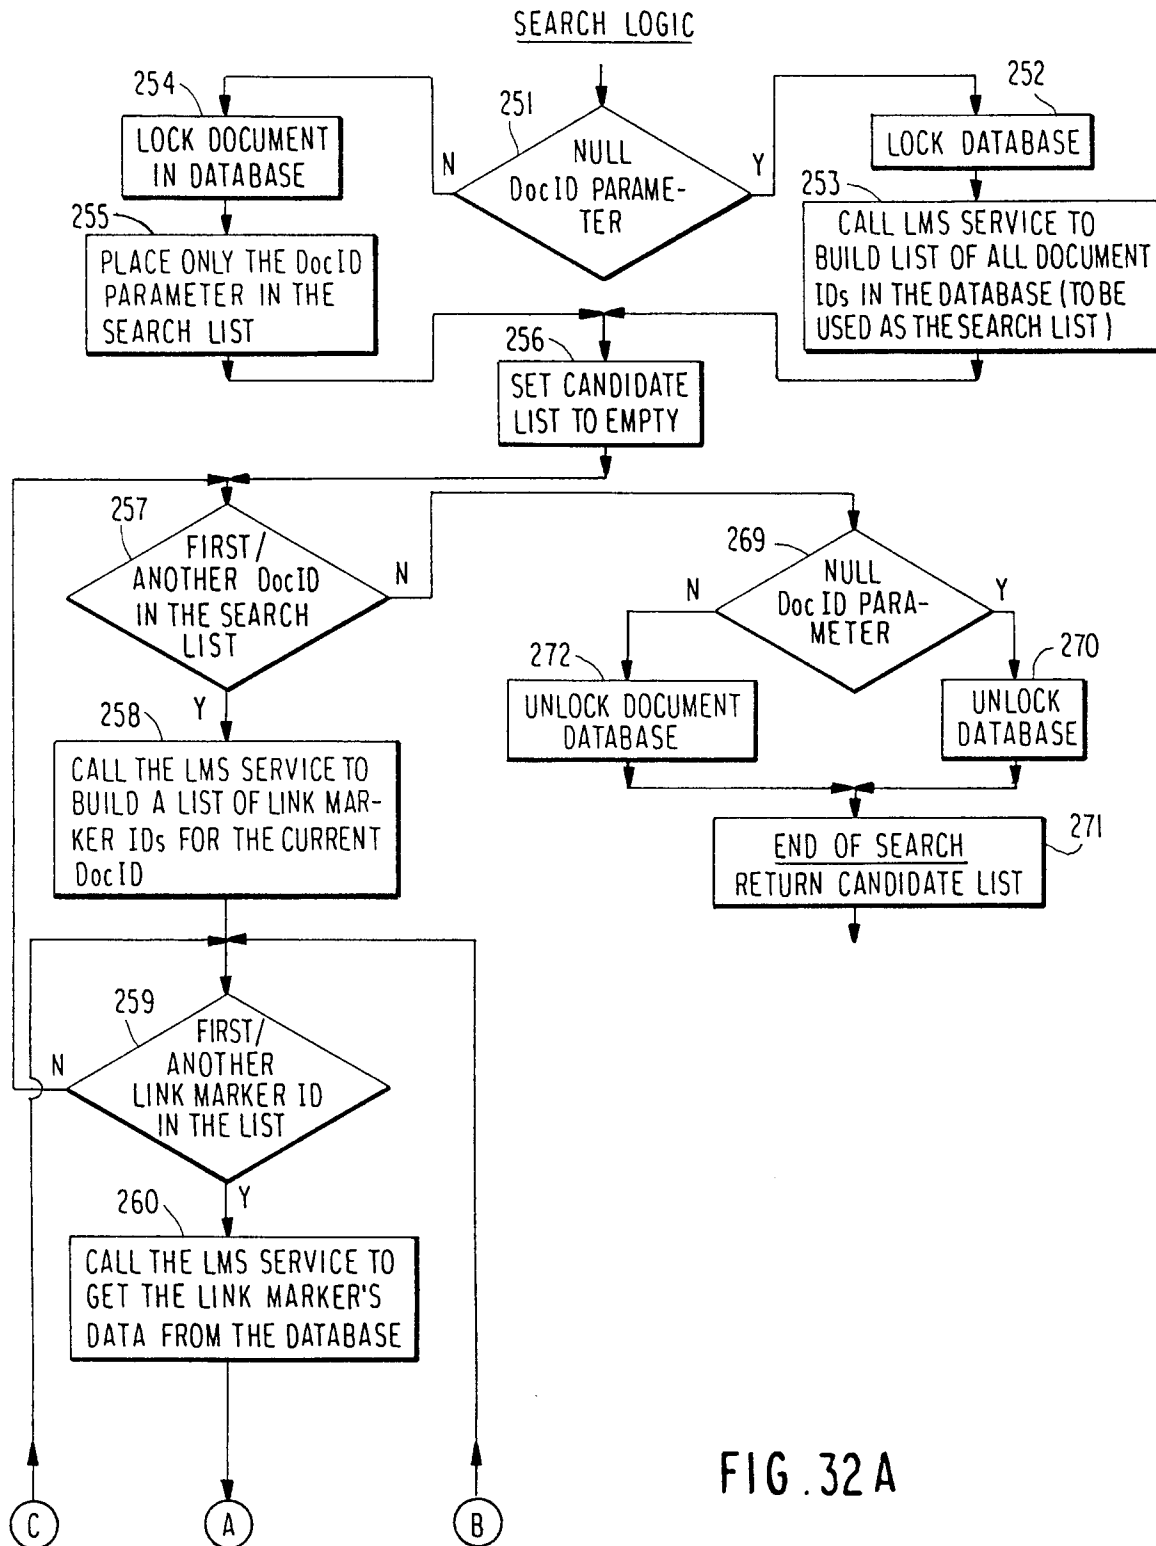 SEARCH LOGIC
254
251
252
LOCK DOCUMENT
IN DATABASE
N
NULL
DocID PARAME-
TER
Y
LOCK DATABASE
255
253
PLACE ONLY THE DocID
PARAMETER IN THE
SEARCH LIST
CALL LMS SERVICE TO
BUILD LIST OF ALL DOCUMENT
IDs IN THE DATABASE (TO BE
USED AS THE SEARCH LIST)
256
SET CANDIDATE
LIST TO EMPTY
257
FIRST/
ANOTHER DocID
IN THE SEARCH
LIST
N
Y
269
NULL
DocID PARA-
METER
N
Y
272
270
UNLOCK DOCUMENT
DATABASE
UNLOCK
DATABASE
258
CALL THE LMS SERVICE TO
BUILD A LIST OF LINK MAR-
KER IDs FOR THE CURRENT
DocID
271
END OF SEARCH
RETURN CANDIDATE LIST
259
FIRST/
ANOTHER
LINK MARKER ID
IN THE LIST
N
Y
260
CALL THE LMS SERVICE TO
GET THE LINK MARKER'S
DATA FROM THE DATABASE
C
A
B
FIG.32A